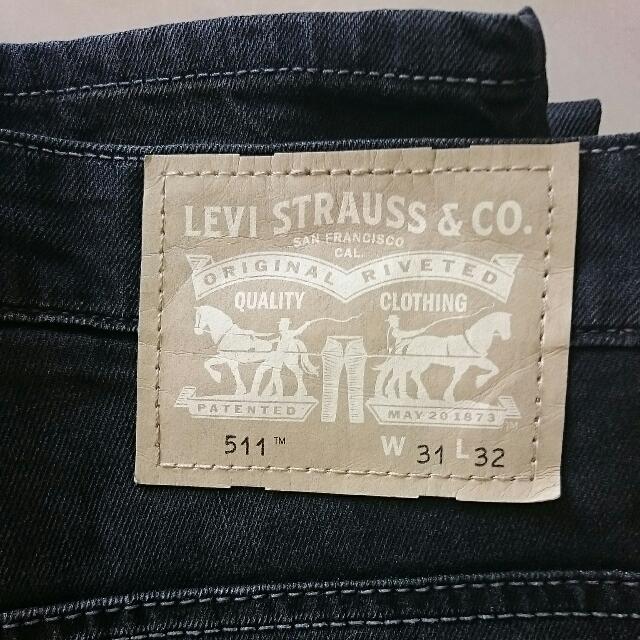 LEVI STRAUSS & CO.
SAN FRANCISCO
CAL.
ORIGINAL RIVETED
QUALITY CLOTHING
PATENTED MAY 20 1873
511™ W 31 L 32